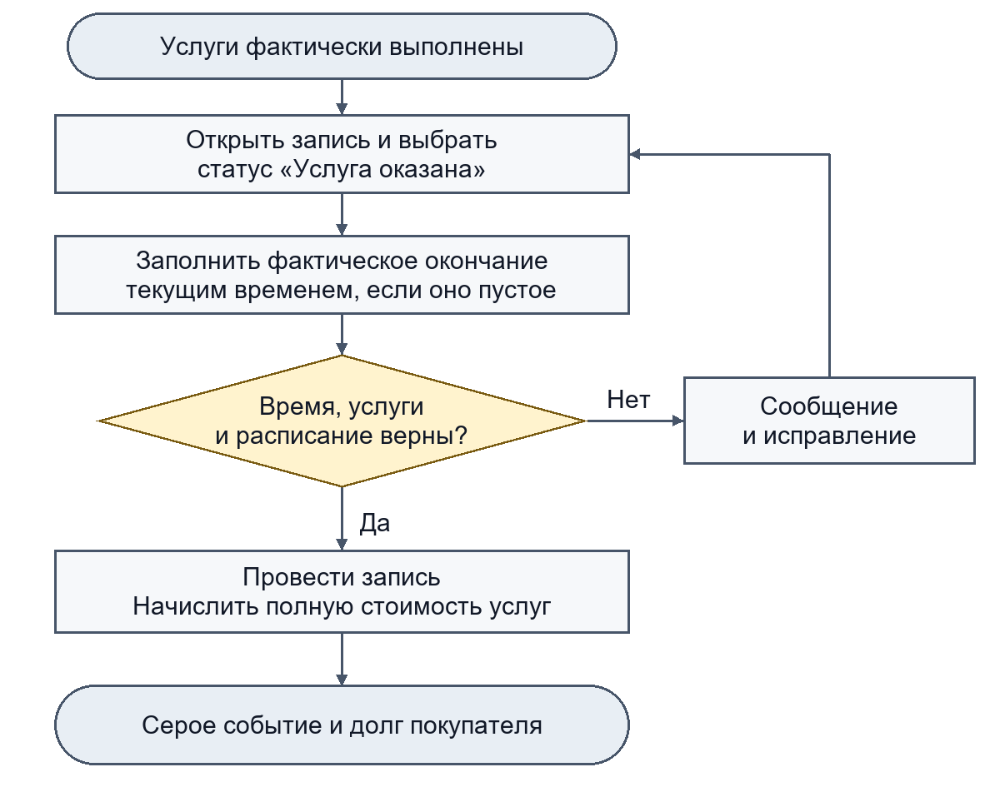 Услуги фактически выполнены
Открыть запись и выбрать
статус «Услуга оказана»
Заполнить фактическое окончание
текущим временем, если оно пустое
Время, услуги
и расписание верны?
Нет
Сообщение
и исправление
Да
Провести запись
Начислить полную стоимость услуг
Серое событие и долг покупателя